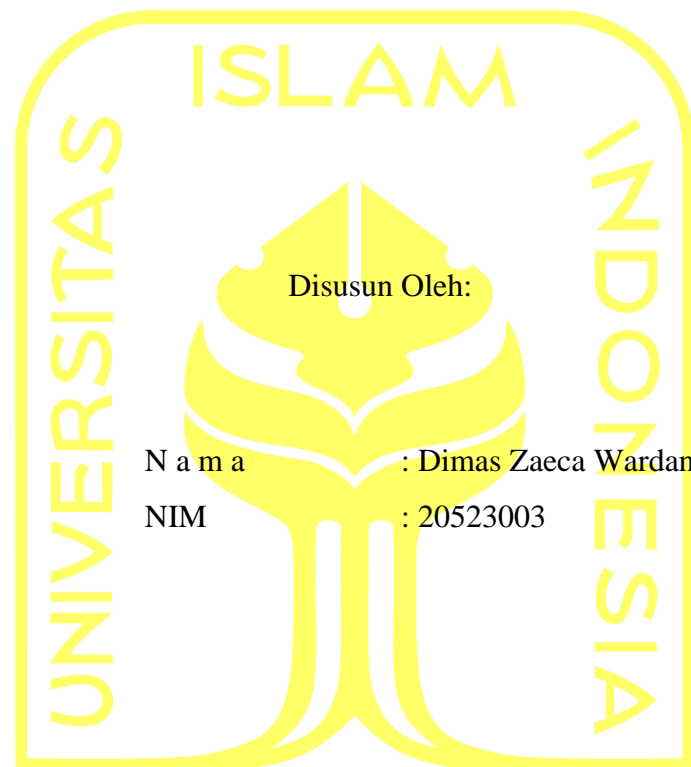 ISLAM
UNIVERSITAS
INDONESIA
Disusun Oleh:
N a m a : Dimas Zaeca Wardan
NIM : 20523003